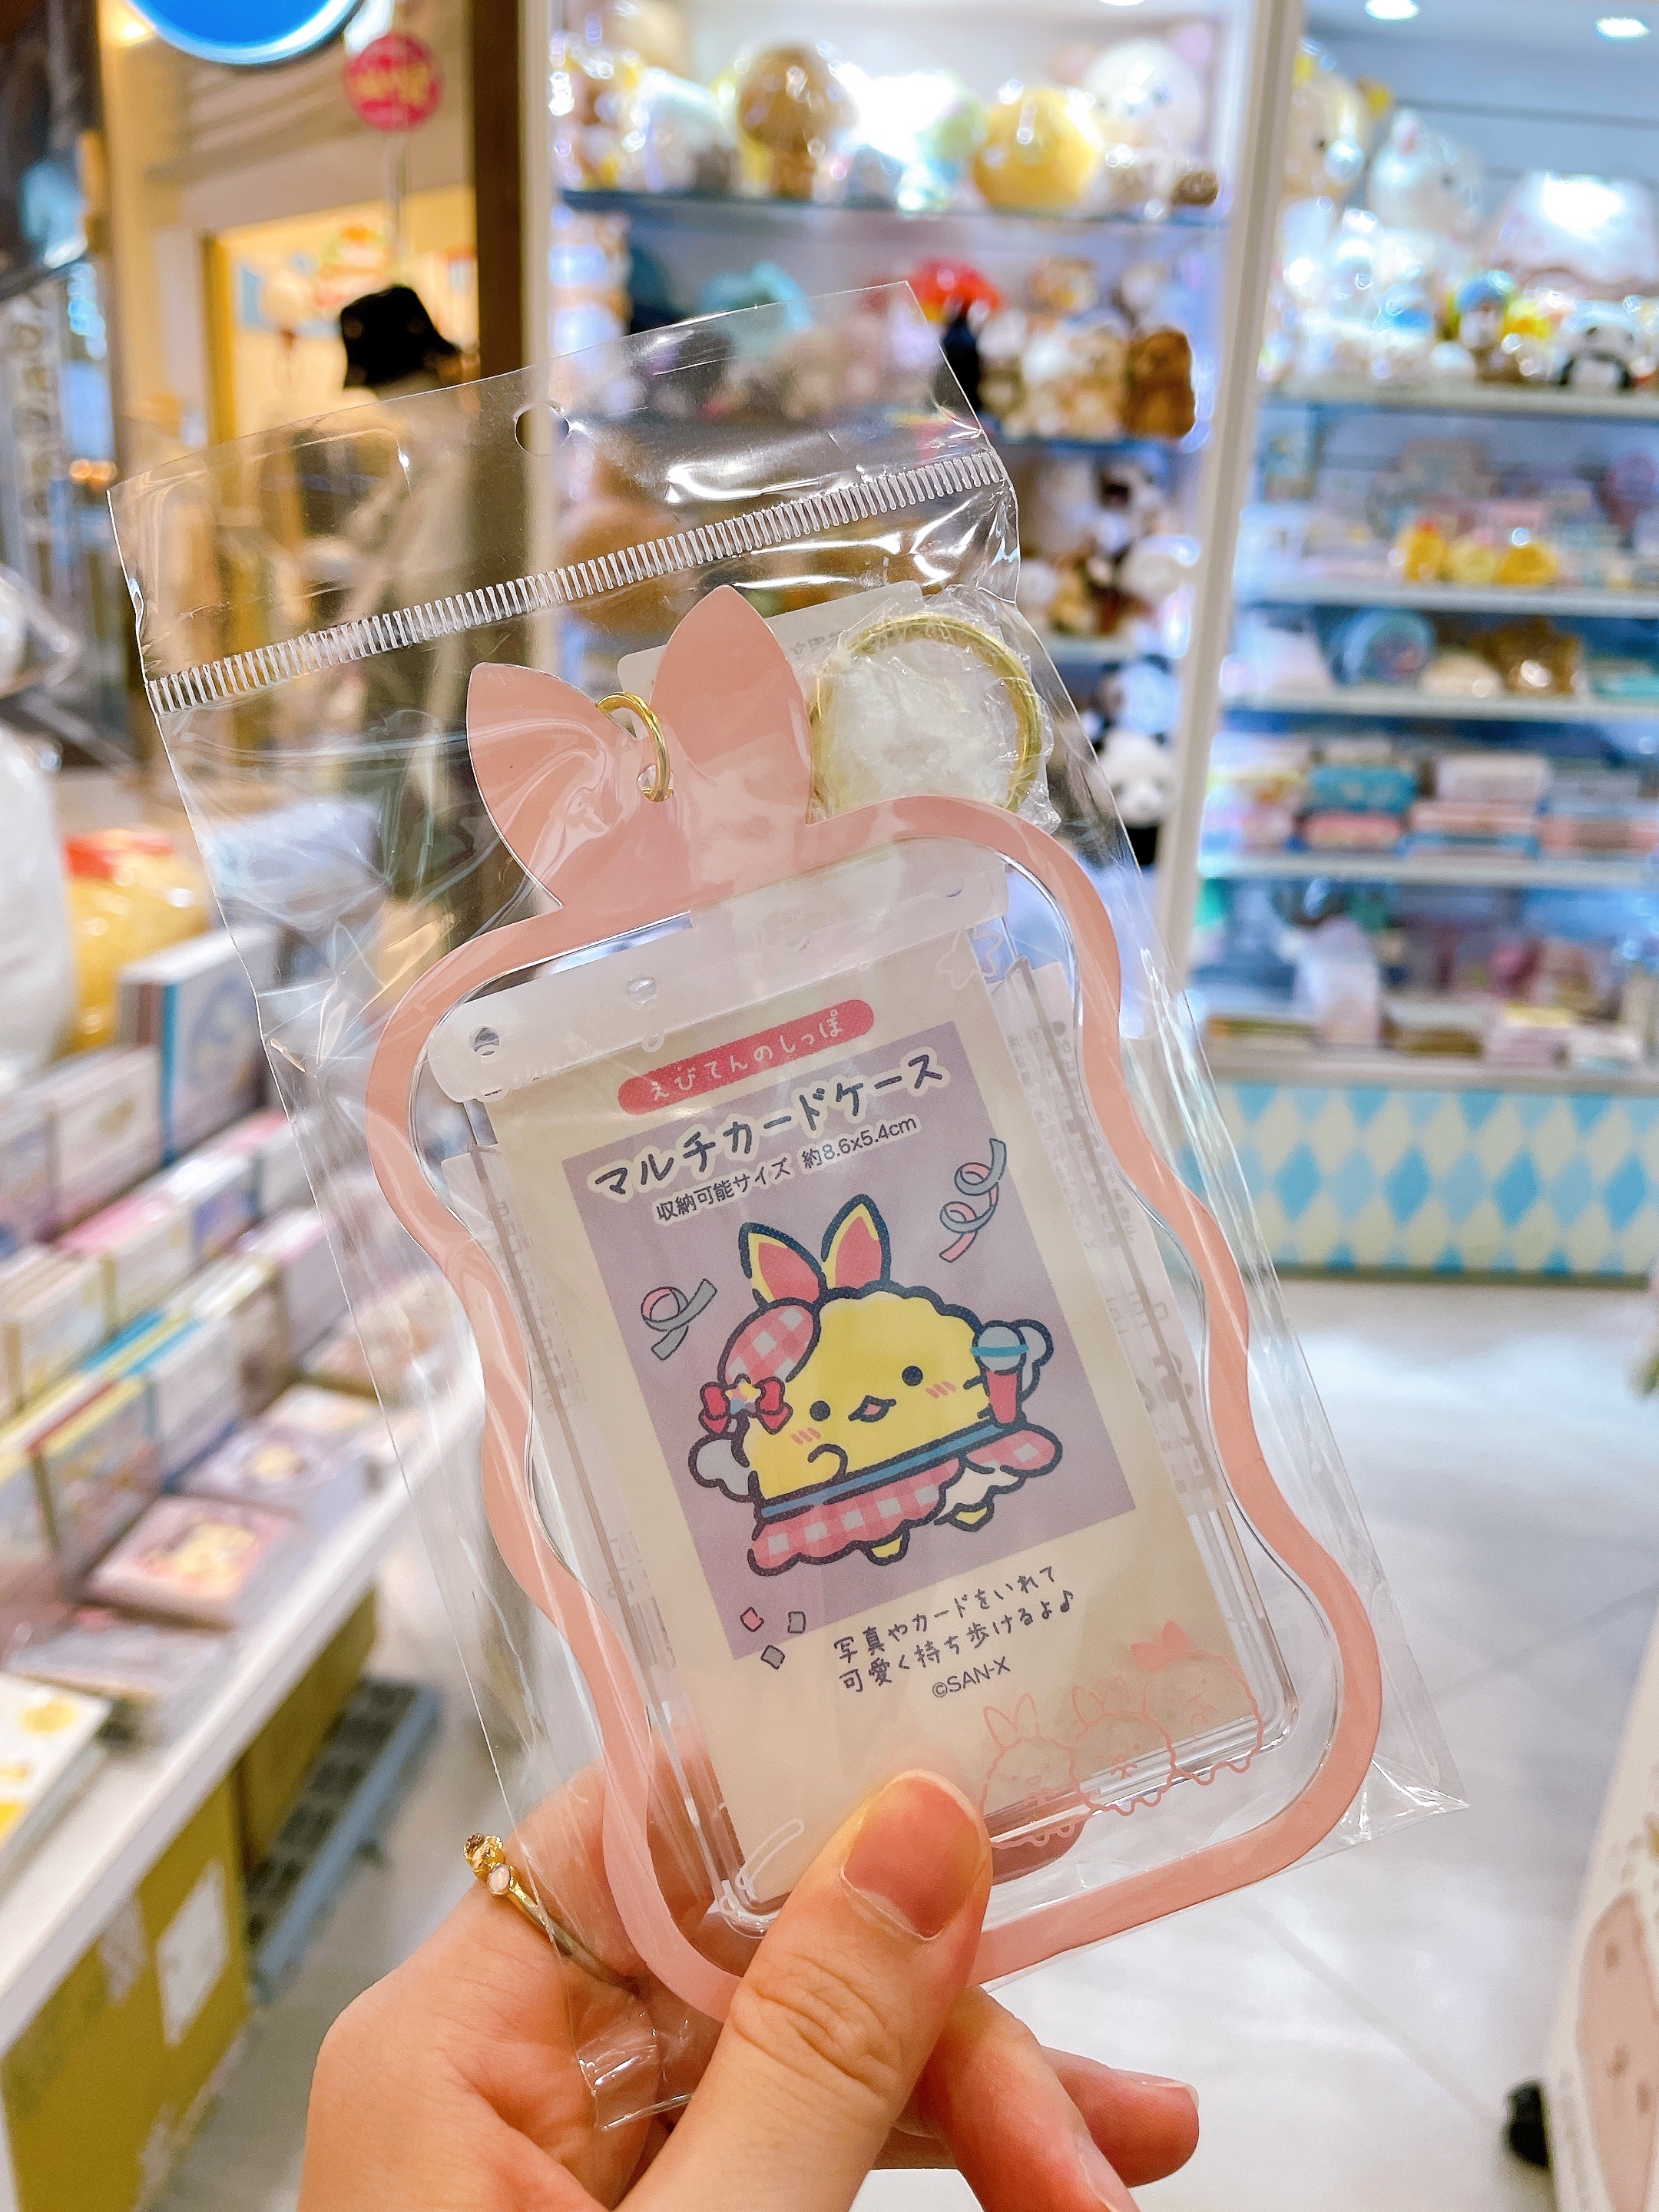 えびてんのしっぽ
マルチカードケース
収納可能サイズ 約8.6x5.4cm
写真やカードをいれて
可愛く持ち歩けるよ♪
©SAN-X